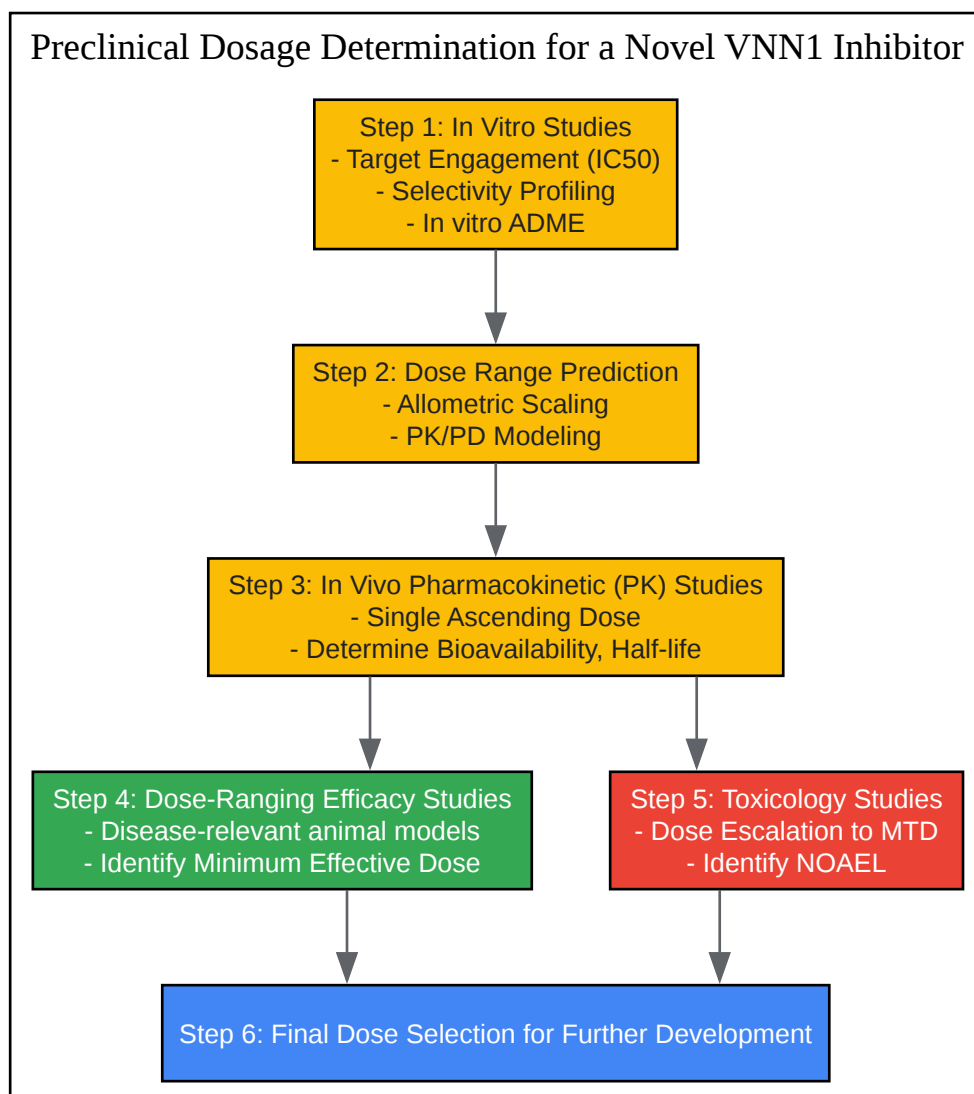 Preclinical Dosage Determination for a Novel VNN1 Inhibitor
Step 1: In Vitro Studies
- Target Engagement (IC50)
- Selectivity Profiling
- In vitro ADME
Step 2: Dose Range Prediction
- Allometric Scaling
- PK/PD Modeling
Step 3: In Vivo Pharmacokinetic (PK) Studies
- Single Ascending Dose
- Determine Bioavailability, Half-life
Step 4: Dose-Ranging Efficacy Studies
- Disease-relevant animal models
- Identify Minimum Effective Dose
Step 5: Toxicology Studies
- Dose Escalation to MTD
- Identify NOAEL
Step 6: Final Dose Selection for Further Development